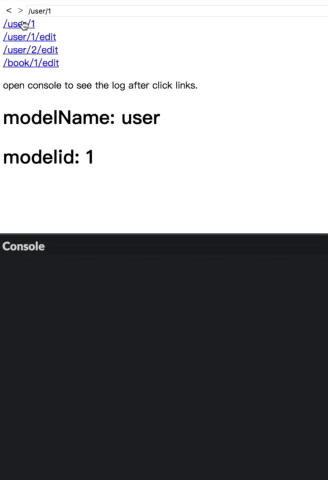 < > /user/1
/user/1
/user/1/edit
/user/2/edit
/book/1/edit
open console to see the log after click links.
modelName: user
modelid: 1
Console